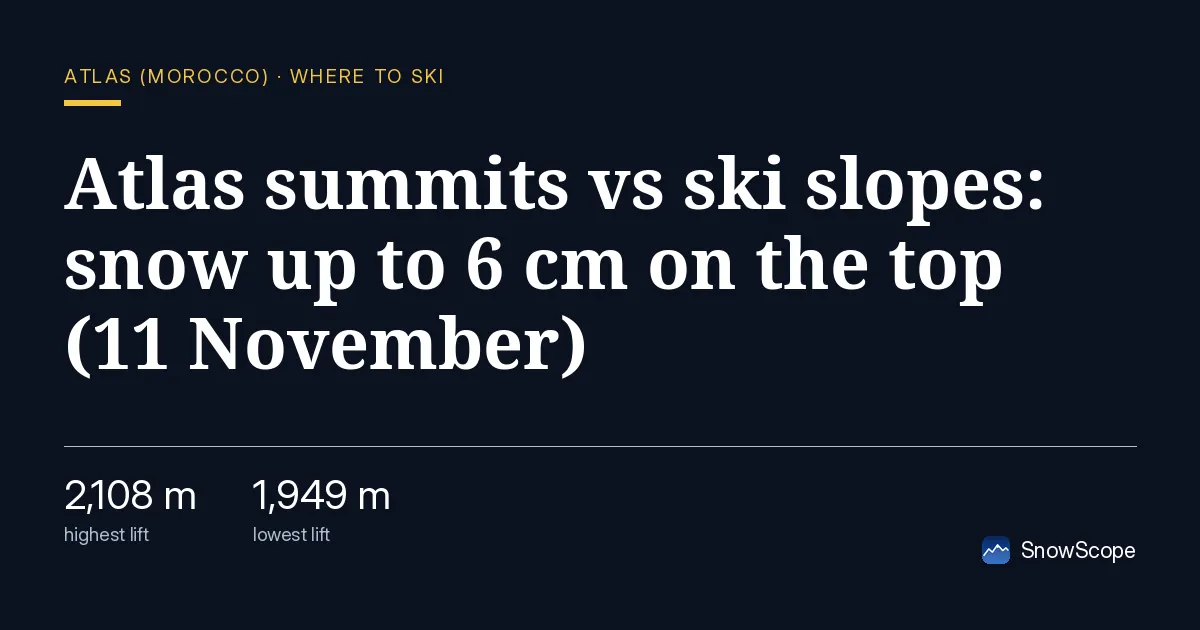 ATLAS (MOROCCO) · WHERE TO SKI
Atlas summits vs ski slopes:
snow up to 6 cm on the top
(11 November)
2,108 m
highest lift
1,949 m
lowest lift
SnowScope